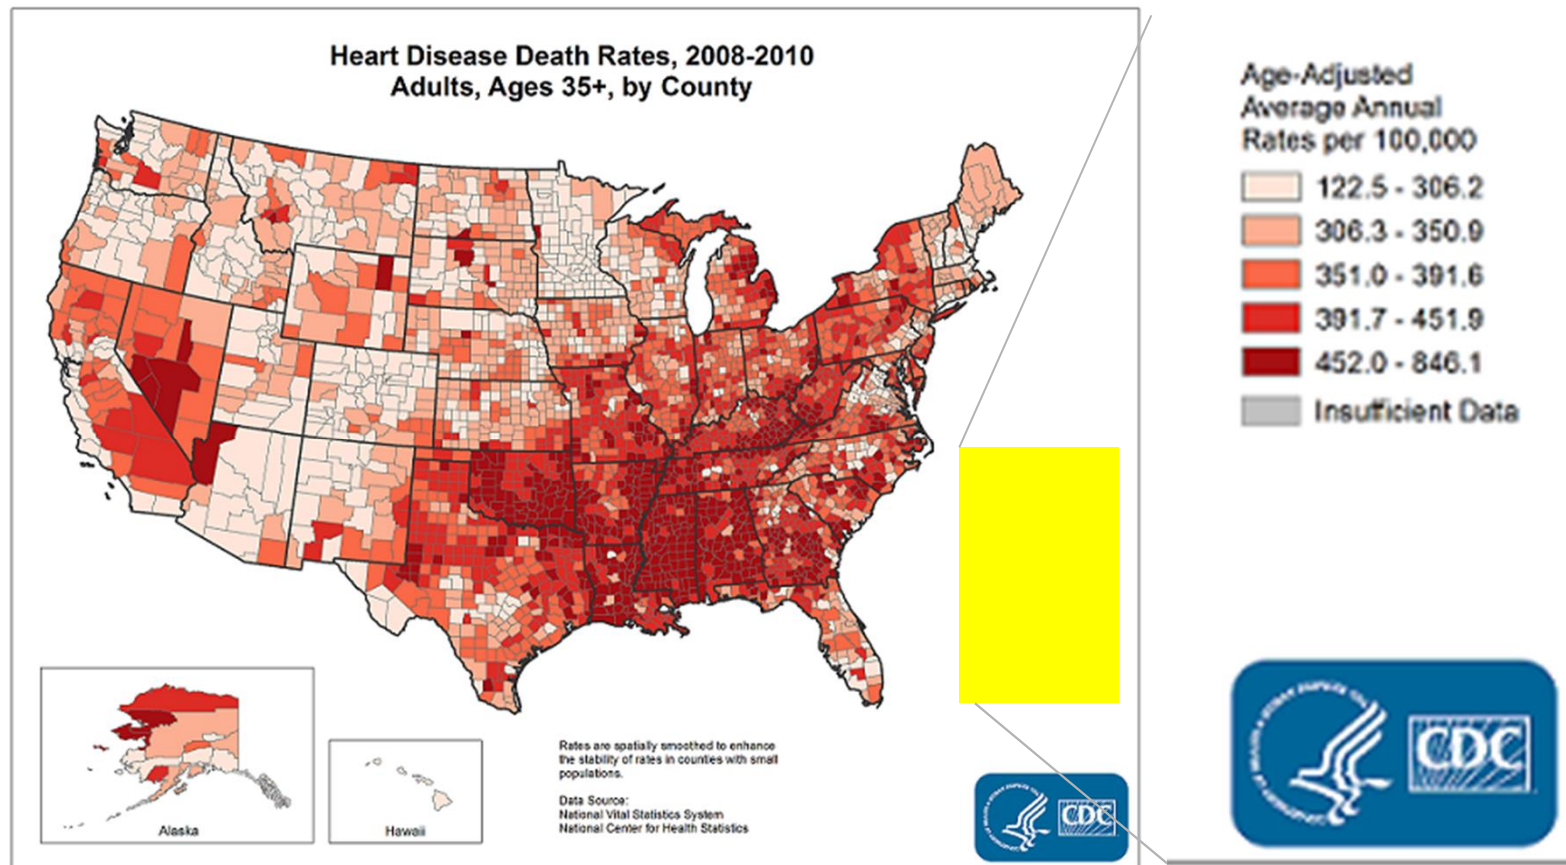 Heart Disease Death Rates, 2008-2010
Adults, Ages 35+, by County
Age-Adjusted
Average Annual
Rates per 100,000
122.5 - 306.2
306.3 - 350.9
351.0 - 391.6
391.7 - 451.9
452.0 - 846.1
Insufficient Data
Alaska
Hawaii
Rates are spatially smoothed to enhance
the stability of rates in counties with small
populations.
Data Source:
National Vital Statistics System
National Center for Health Statistics
CDC
CDC